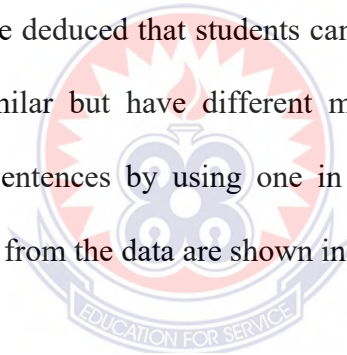 e deduced that students can
milar but have different m
entences by using one in
from the data are shown in
EDUCATION FOR SERVICE